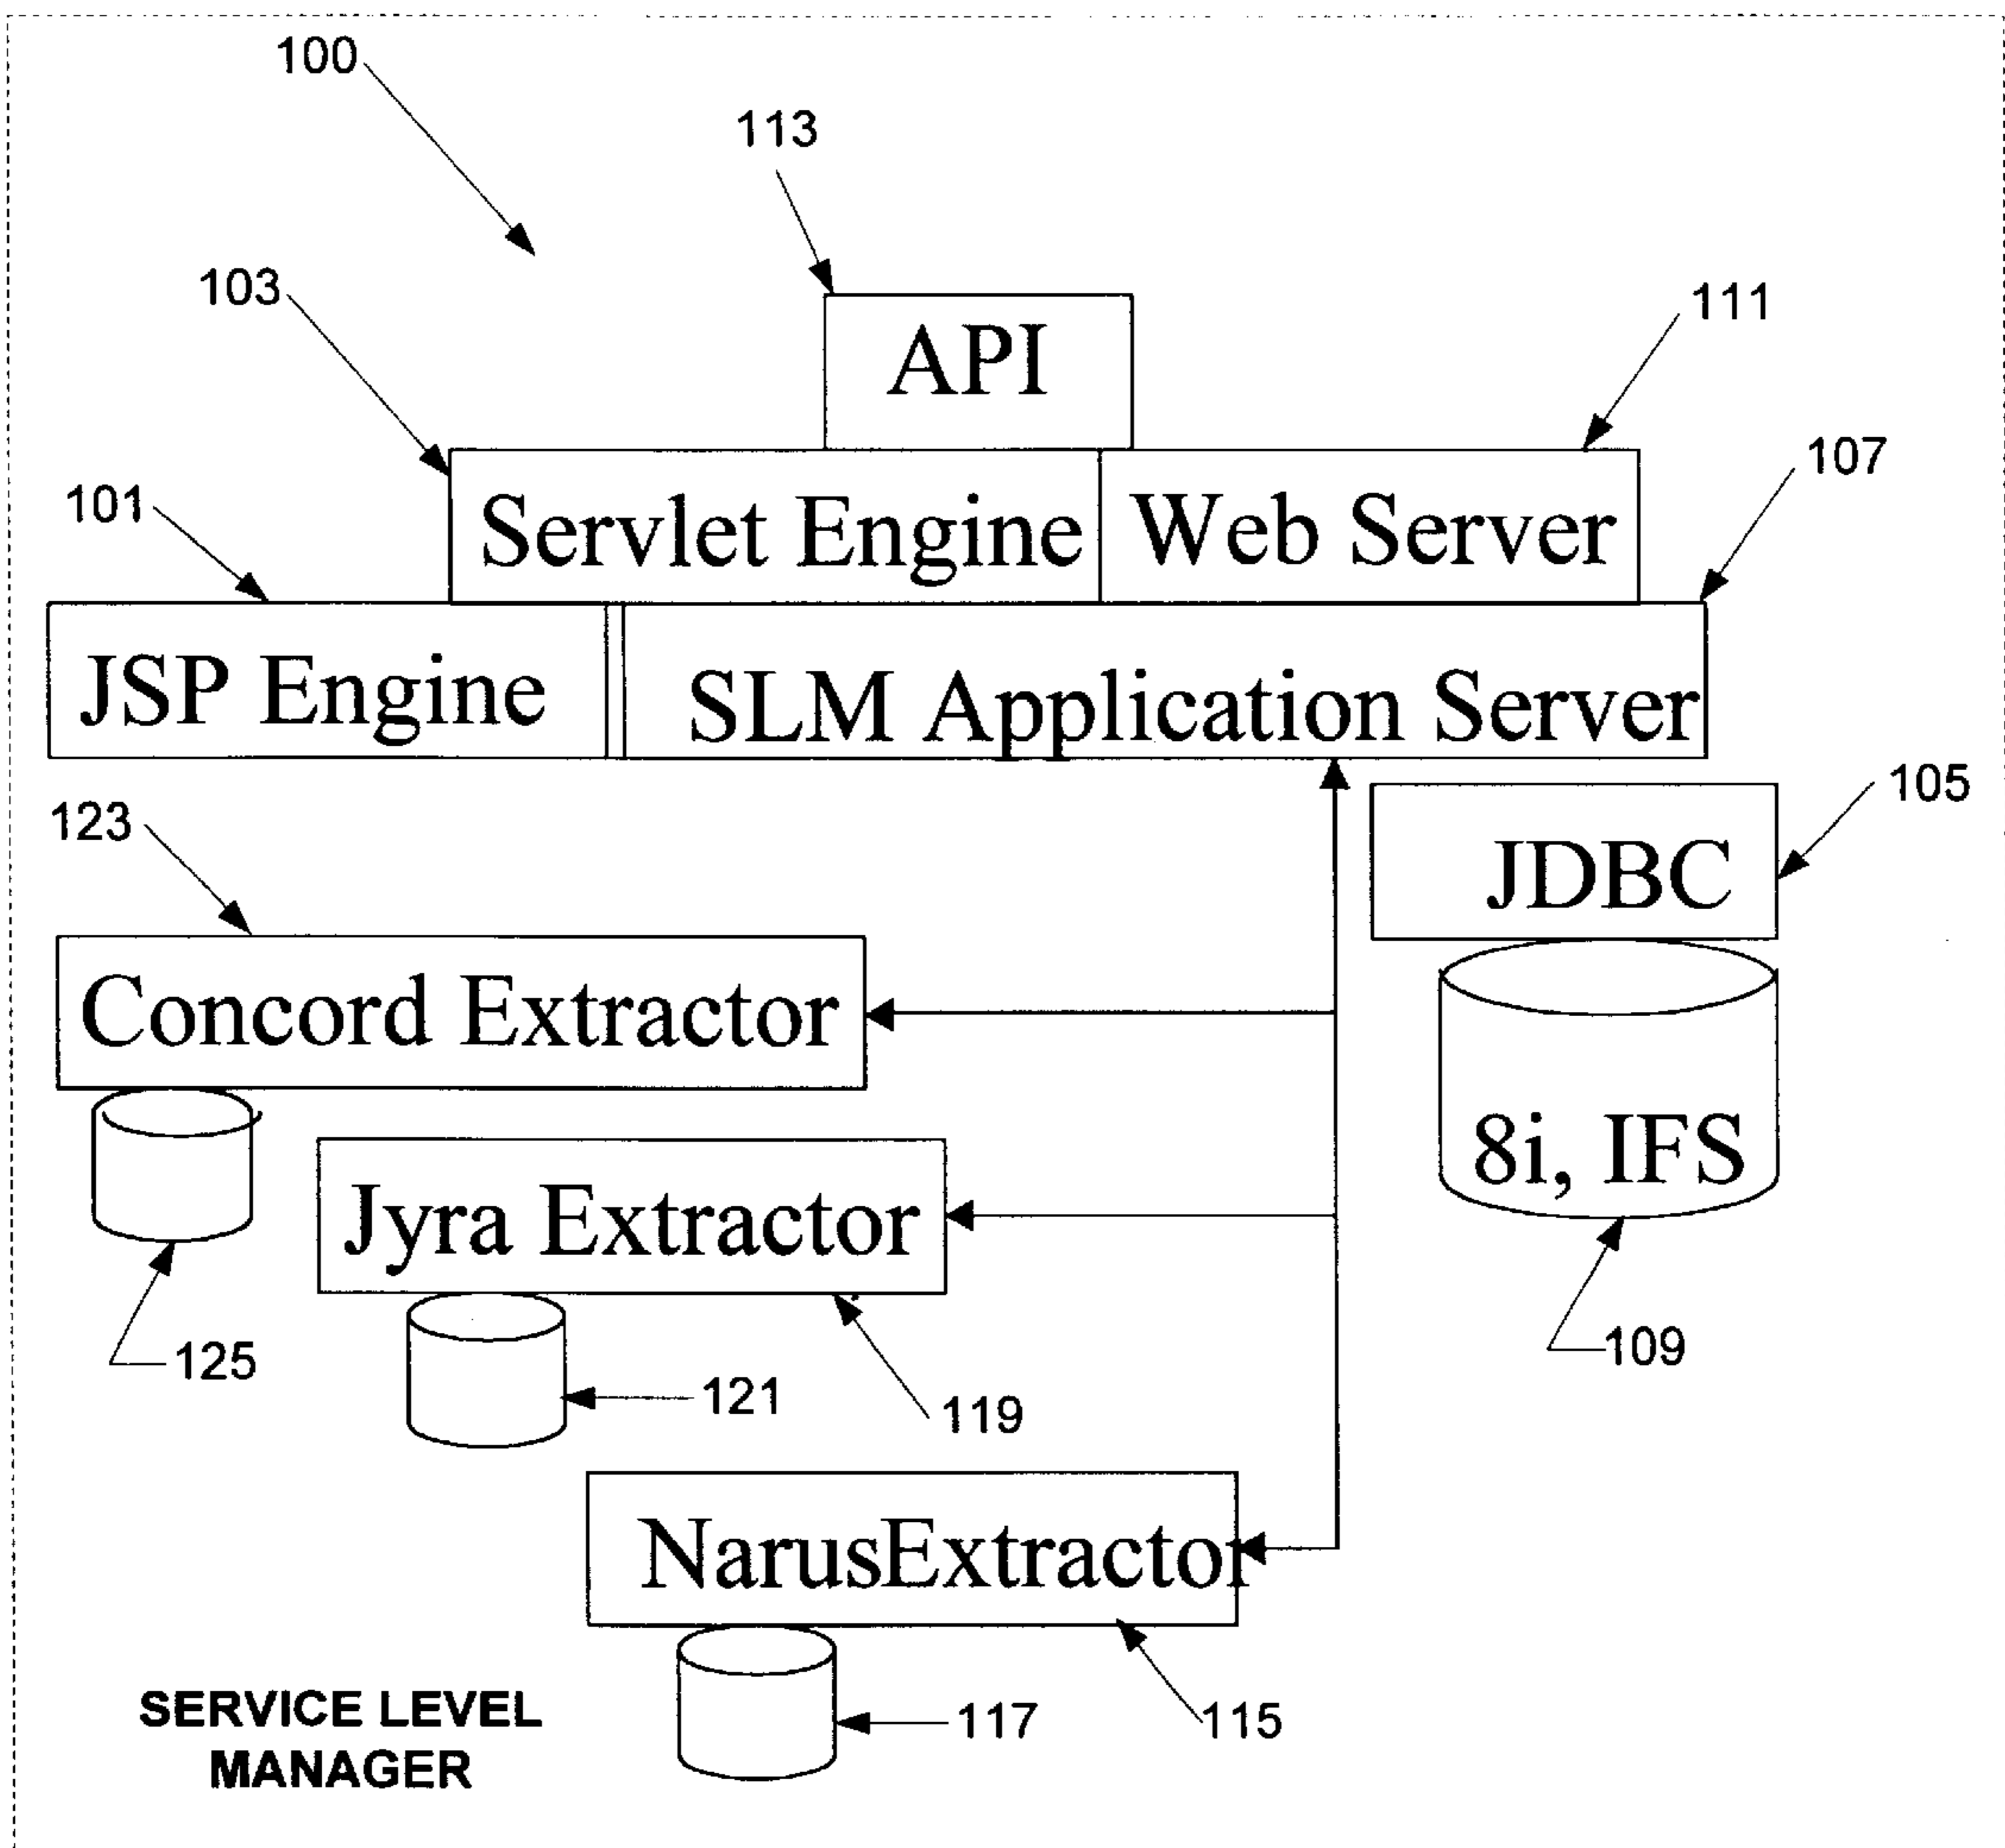 100
113
103
111
API
107
101
Servlet Engine
Web Server
JSP Engine
SLM Application Server
105
123
JDBC
Concord Extractor
8i, IFS
Jyra Extractor
125
109
121
119
NarusExtractor
SERVICE LEVEL
MANAGER
117
115